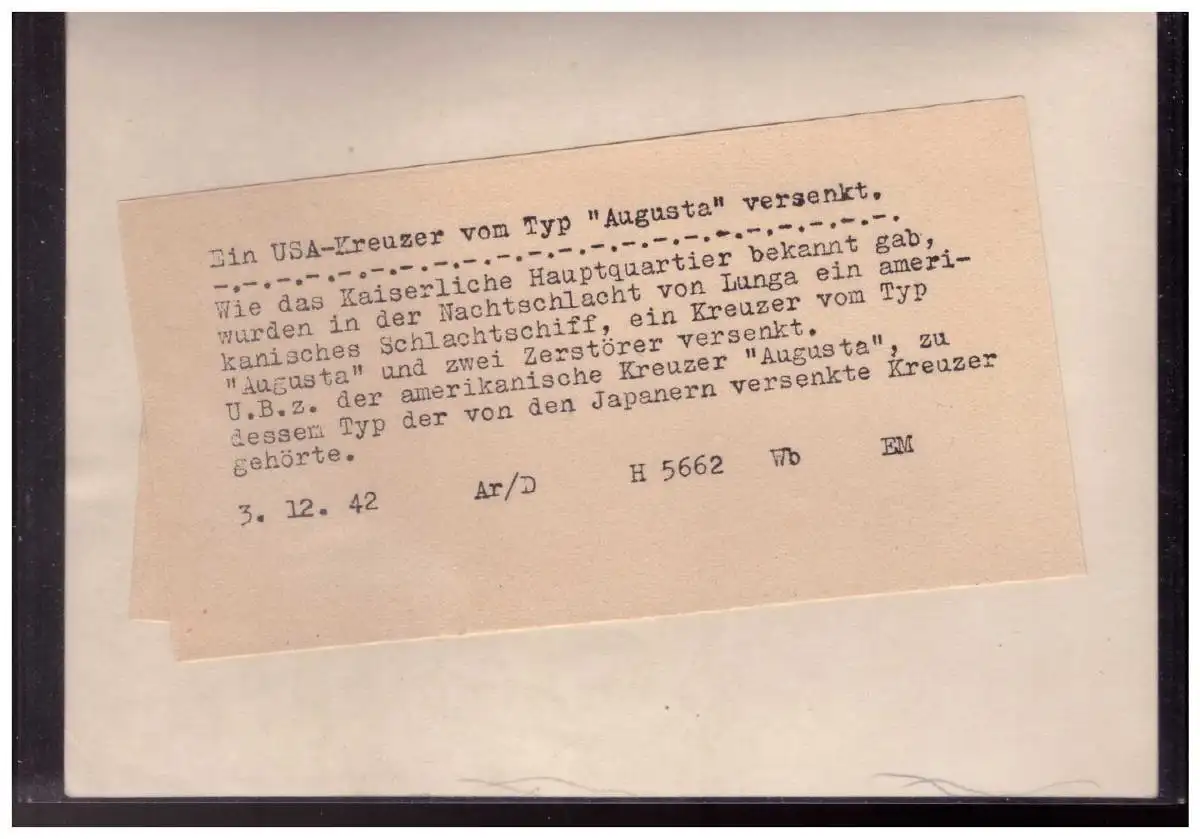 Ein USA-Kreuzer vom Typ "Augusta" versenkt.
-.-.-.-.-.-.-.-.-.-.-.-.-.-.-.-.-.-.-.-.-.-.
Wie das Kaiserliche Hauptquartier bekannt gab,
wurden in der Nachtschlacht von Lunga ein ameri-
kanisches Schlachtschiff, ein Kreuzer vom Typ
"Augusta" und zwei Zerstörer versenkt.
U.B.z. der amerikanische Kreuzer "Augusta", zu
dessem Typ der von den Japanern versenkte Kreuzer
gehörte.
3. 12. 42 Ar/D H 5662 Wb EM